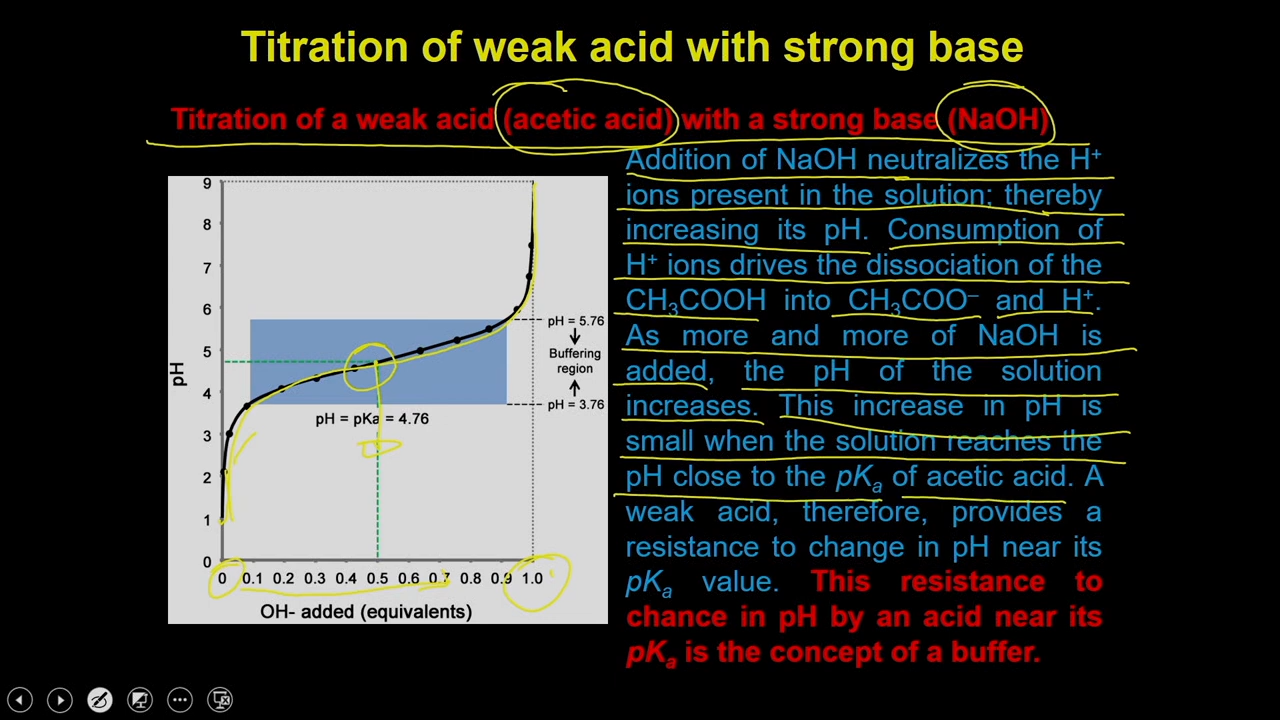 Titration of weak acid with strong base
Titration of a weak acid (acetic acid) with a strong base (NaOH)
Addition of NaOH neutralizes the H⁺
ions present in the solution; thereby
increasing its pH. Consumption of
H⁺ ions drives the dissociation of the
CH₃COOH into CH₃COO⁻ and H⁺.
As more and more of NaOH is
added, the pH of the solution
increases. This increase in pH is
small when the solution reaches the
pH close to the pKₐ of acetic acid. A
weak acid, therefore, provides a
resistance to change in pH near its
pKₐ value. This resistance to
chance in pH by an acid near its
pKₐ is the concept of a buffer.
9
8
7
6
5
4
3
2
1
0
pH
pH = 5.76
Buffering
region
pH = 3.76
pH = pKa = 4.76
0 0.1 0.2 0.3 0.4 0.5 0.6 0.7 0.8 0.9 1.0
OH- added (equivalents)